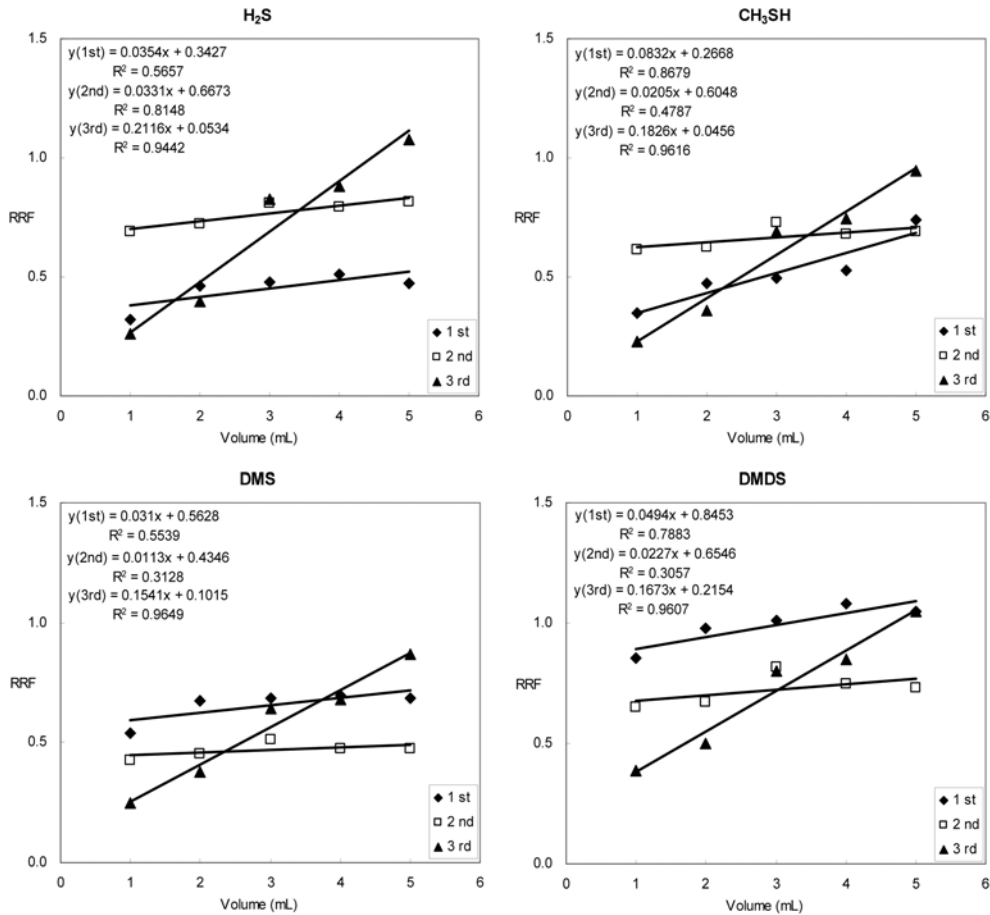 H₂S
y(1st) = 0.0354x + 0.3427
R² = 0.5657
y(2nd) = 0.0331x + 0.6673
R² = 0.8148
y(3rd) = 0.2116x + 0.0534
R² = 0.9442
1.5
1.0
0.5
0.0
RRF
1 st
2 nd
3 rd
0 1 2 3 4 5 6
Volume (mL)
CH₃SH
y(1st) = 0.0832x + 0.2668
R² = 0.8679
y(2nd) = 0.0205x + 0.6048
R² = 0.4787
y(3rd) = 0.1826x + 0.0456
R² = 0.9616
1.5
1.0
0.5
0.0
RRF
1 st
2 nd
3 rd
0 1 2 3 4 5 6
Volume (mL)
DMS
y(1st) = 0.031x + 0.5628
R² = 0.5539
y(2nd) = 0.0113x + 0.4346
R² = 0.3128
y(3rd) = 0.1541x + 0.1015
R² = 0.9649
1.5
1.0
0.5
0.0
RRF
1 st
2 nd
3 rd
0 1 2 3 4 5 6
Volume (mL)
DMDS
y(1st) = 0.0494x + 0.8453
R² = 0.7883
y(2nd) = 0.0227x + 0.6546
R² = 0.3057
y(3rd) = 0.1673x + 0.2154
R² = 0.9607
1.5
1.0
0.5
0.0
RRF
1 st
2 nd
3 rd
0 1 2 3 4 5 6
Volume (mL)